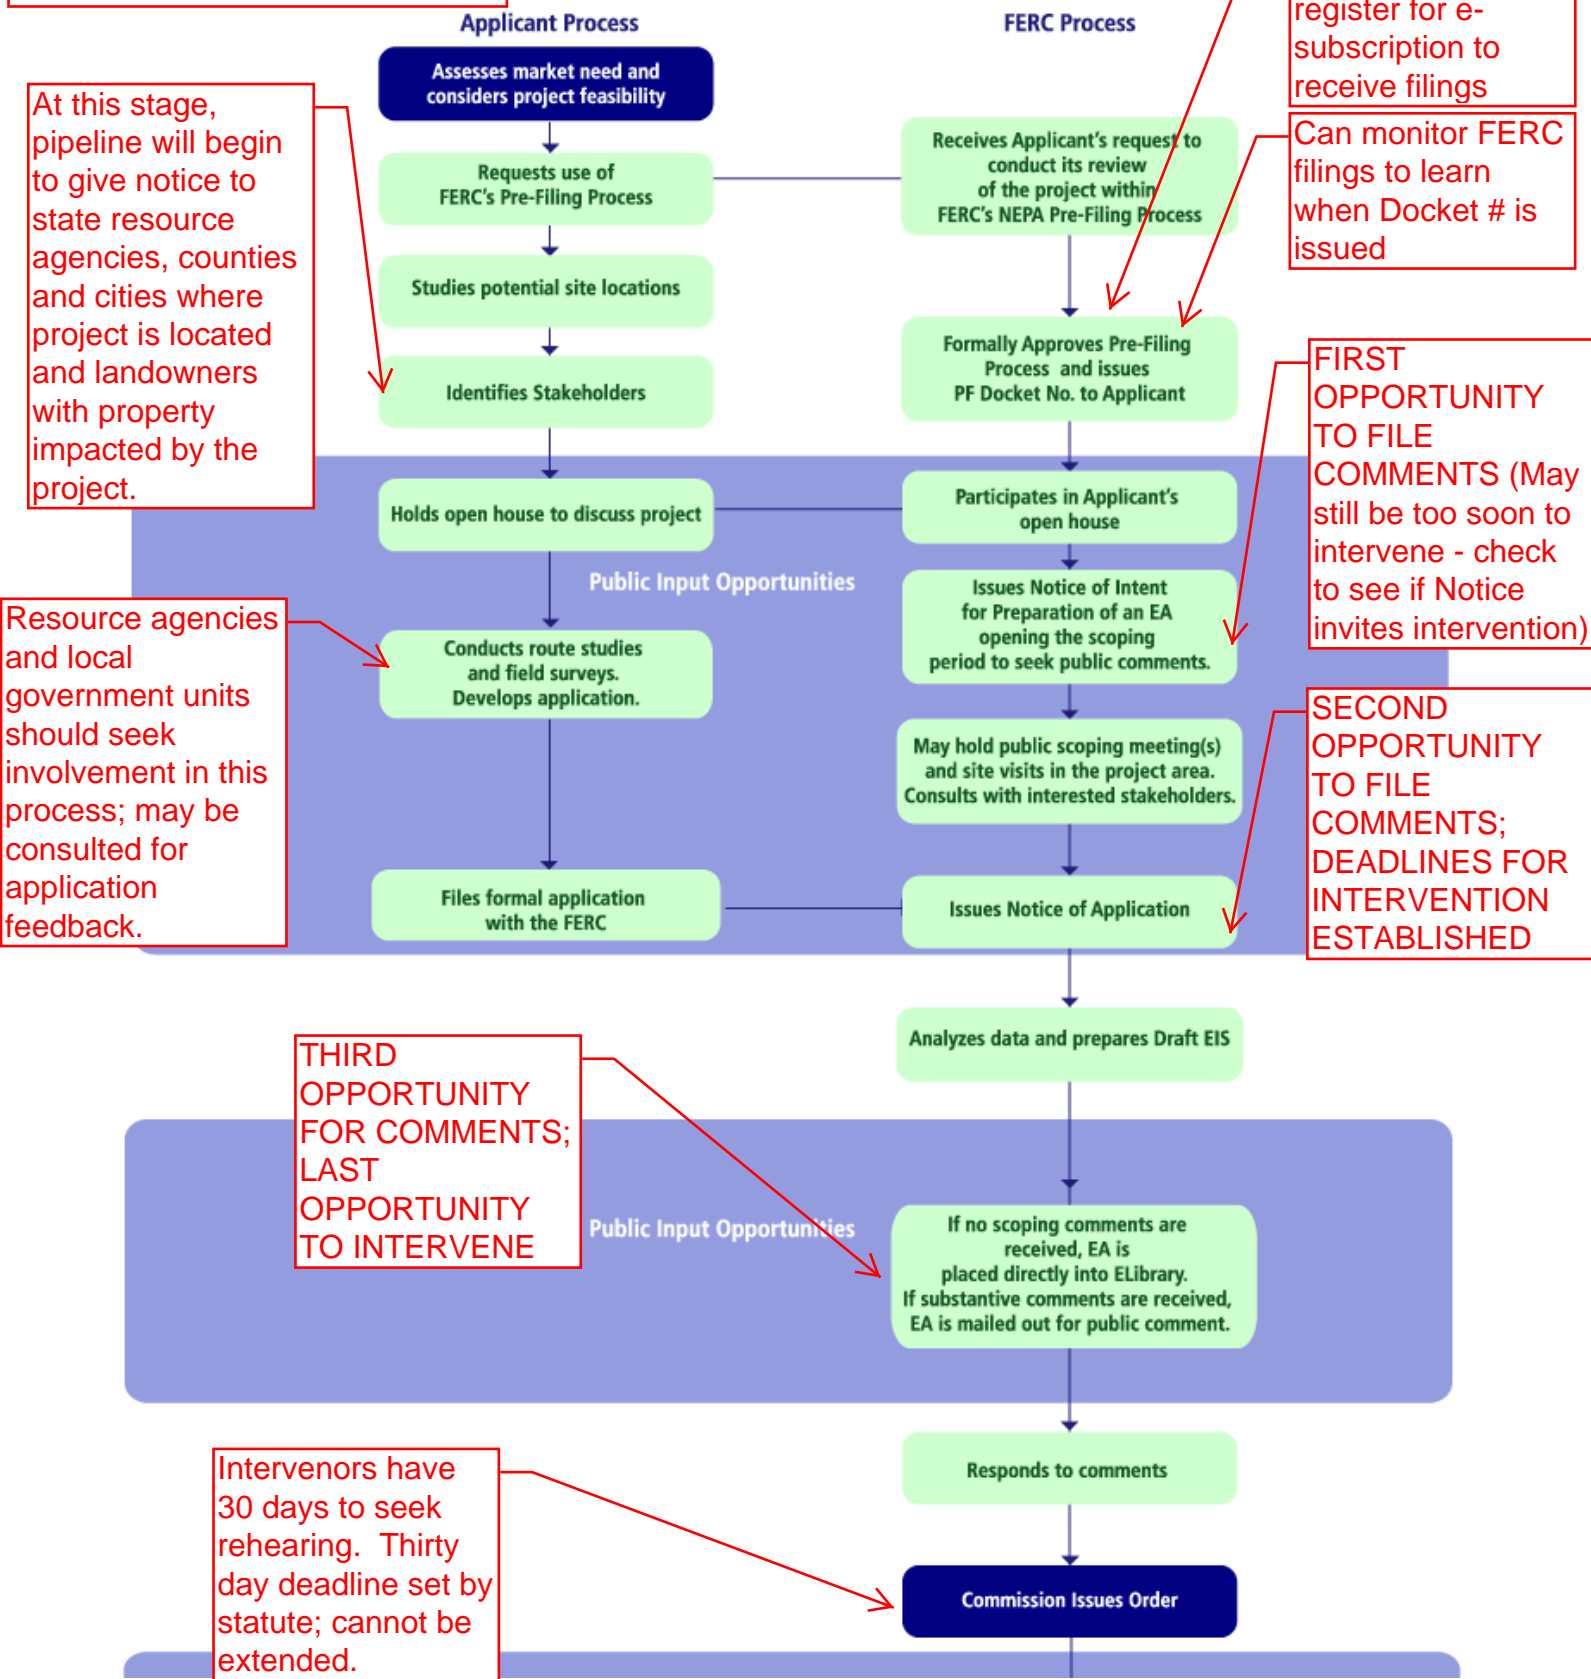 Applicant Process
FERC Process
register for e-
subscription to
receive filings
Assesses market need and
considers project feasibility
At this stage,
pipeline will begin
to give notice to
state resource
agencies, counties
and cities where
project is located
and landowners
with property
impacted by the
project.
Receives Applicant's request to
conduct its review
of the project within
FERC's NEPA Pre-Filing Process
Can monitor FERC
filings to learn
when Docket # is
issued
Requests use of
FERC's Pre-Filing Process
Studies potential site locations
Formally Approves Pre-Filing
Process and issues
PF Docket No. to Applicant
Identifies Stakeholders
FIRST
OPPORTUNITY
TO FILE
COMMENTS (May
still be too soon to
intervene - check
to see if Notice
invites intervention)
Holds open house to discuss project
Participates in Applicant's
open house
Public Input Opportunities
Issues Notice of Intent
for Preparation of an EA
opening the scoping
period to seek public comments.
Resource agencies
and local
government units
should seek
involvement in this
process; may be
consulted for
application
feedback.
Conducts route studies
and field surveys.
Develops application.
SECOND
OPPORTUNITY
TO FILE
COMMENTS;
DEADLINES FOR
INTERVENTION
ESTABLISHED
May hold public scoping meeting(s)
and site visits in the project area.
Consults with interested stakeholders.
Files formal application
with the FERC
Issues Notice of Application
Analyzes data and prepares Draft EIS
THIRD
OPPORTUNITY
FOR COMMENTS;
LAST
OPPORTUNITY
TO INTERVENE
Public Input Opportunities
If no scoping comments are
received, EA is
placed directly into ELibrary.
If substantive comments are received,
EA is mailed out for public comment.
Responds to comments
Intervenors have
30 days to seek
rehearing. Thirty
day deadline set by
statute; cannot be
extended.
Commission Issues Order